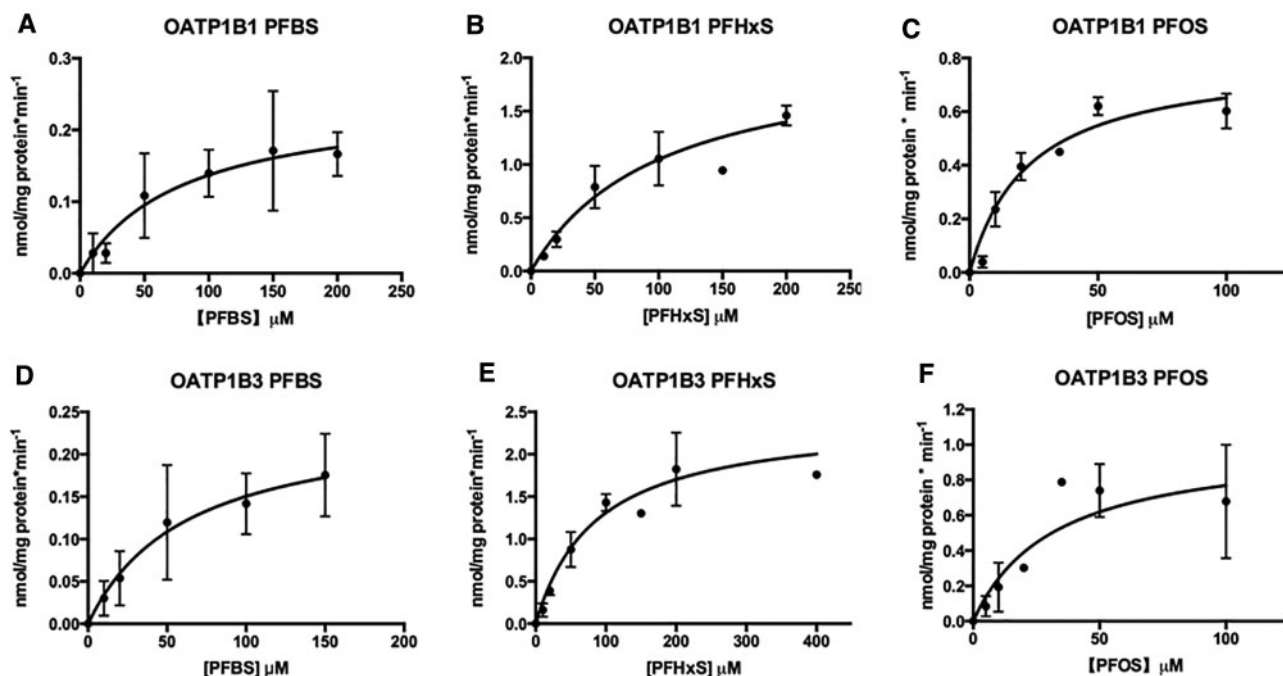 A
OATP1B1 PFBS
nmol/mg protein*min-1
0.3
0.2
0.1
0.0
0 50 100 150 200 250
【PFBS】 μM
B
OATP1B1 PFHxS
nmol/mg protein*min-1
2.0
1.5
1.0
0.5
0.0
0 50 100 150 200
[PFHxS] μM
C
OATP1B1 PFOS
nmol/mg protein * min-1
0.8
0.6
0.4
0.2
0.0
0 50 100
[PFOS] μM
D
OATP1B3 PFBS
nmol/mg protein*min-1
0.25
0.20
0.15
0.10
0.05
0.00
0 50 100 150 200
[PFBS] μM
E
OATP1B3 PFHxS
nmol/mg protein*min-1
2.5
2.0
1.5
1.0
0.5
0.0
0 100 200 300 400
[PFHxS] μM
F
OATP1B3 PFOS
nmol/mg protein * min-1
1.2
1.0
0.8
0.6
0.4
0.2
0.0
0 50 100
【PFOS】 μM